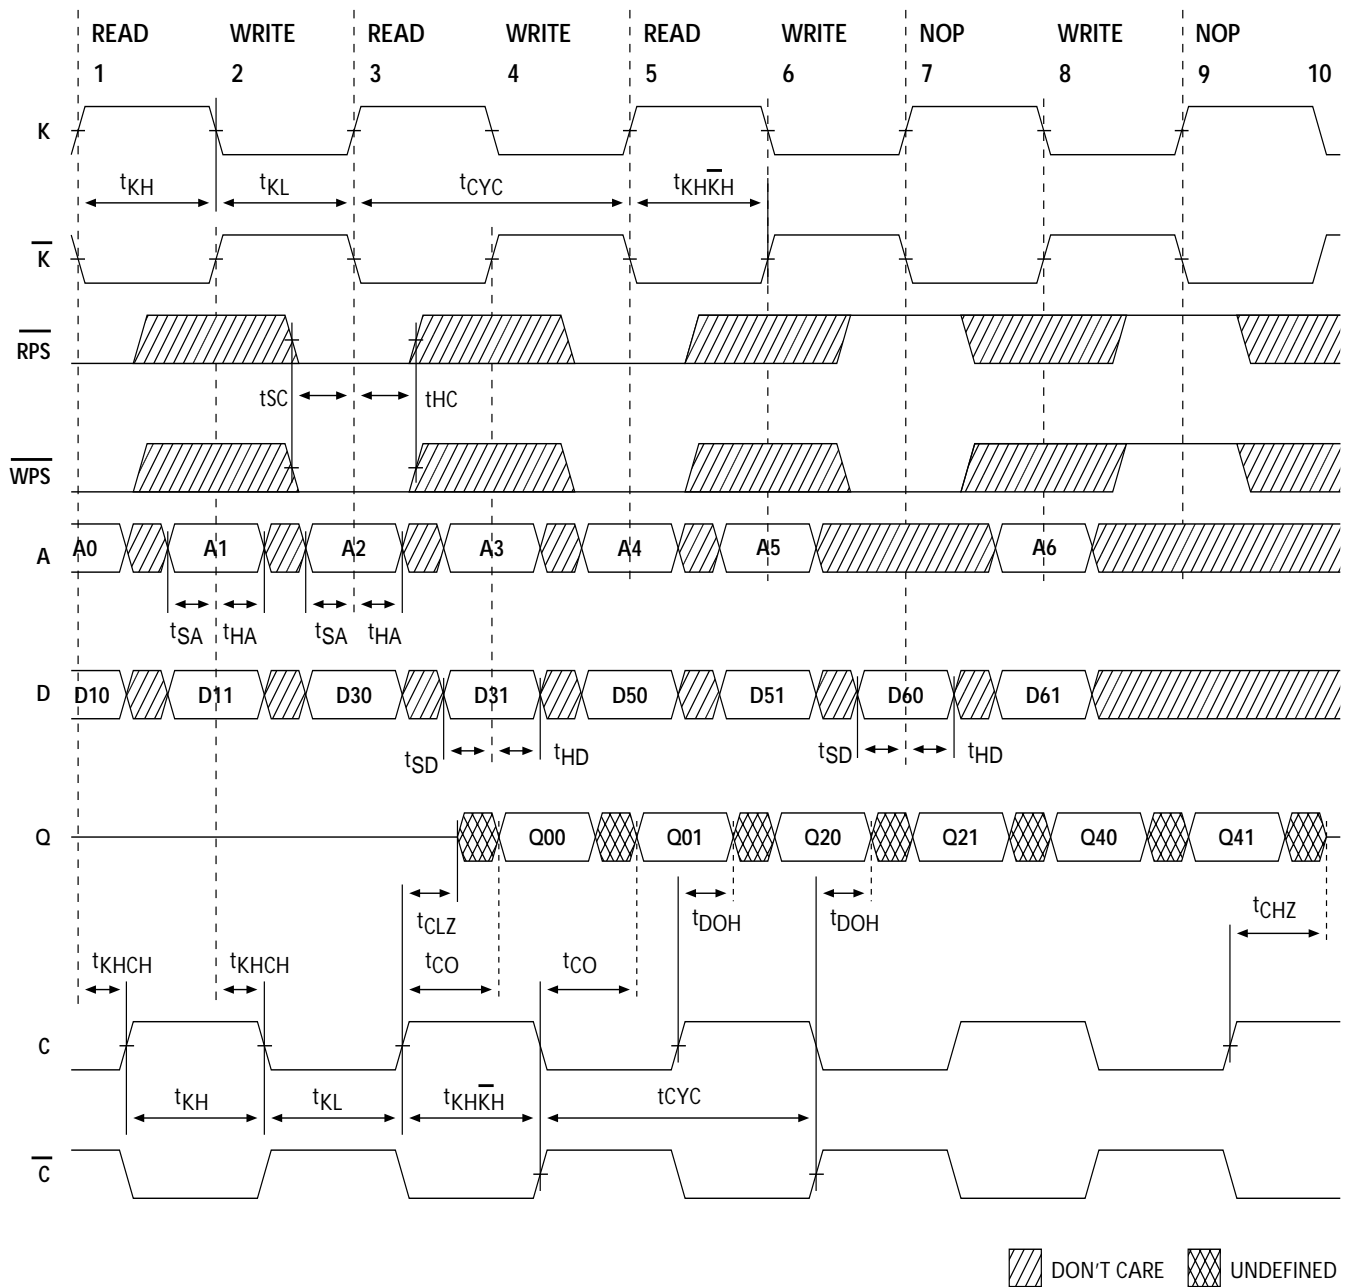 READ WRITE READ WRITE READ WRITE NOP WRITE NOP
1 2 3 4 5 6 7 8 9 10
K
tKH tKL tCYC tKHK̅H
K̅
R̅P̅S̅
tSC tHC
W̅P̅S̅
A A0 A1 A2 A3 A4 A5 A6
tSA tHA tSA tHA
D D10 D11 D30 D31 D50 D51 D60 D61
tSD tHD tSD tHD
Q Q00 Q01 Q20 Q21 Q40 Q41
tCLZ tDOH tDOH tCHZ
tKHCH tKHCH tCO tCO
C
tKH tKL tKHK̅H tCYC
C̅
DON'T CARE UNDEFINED